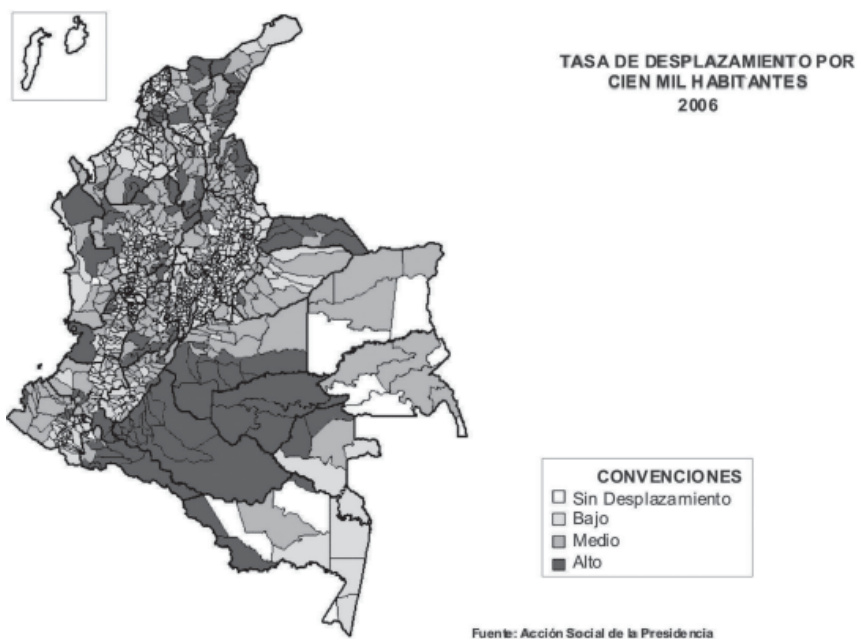 TASA DE DESPLAZAMIENTO POR
CIEN MIL HABITANTES
2006
CONVENCIONES
Sin Desplazamiento
Bajo
Medio
Alto
Fuente: Acción Social de la Presidencia